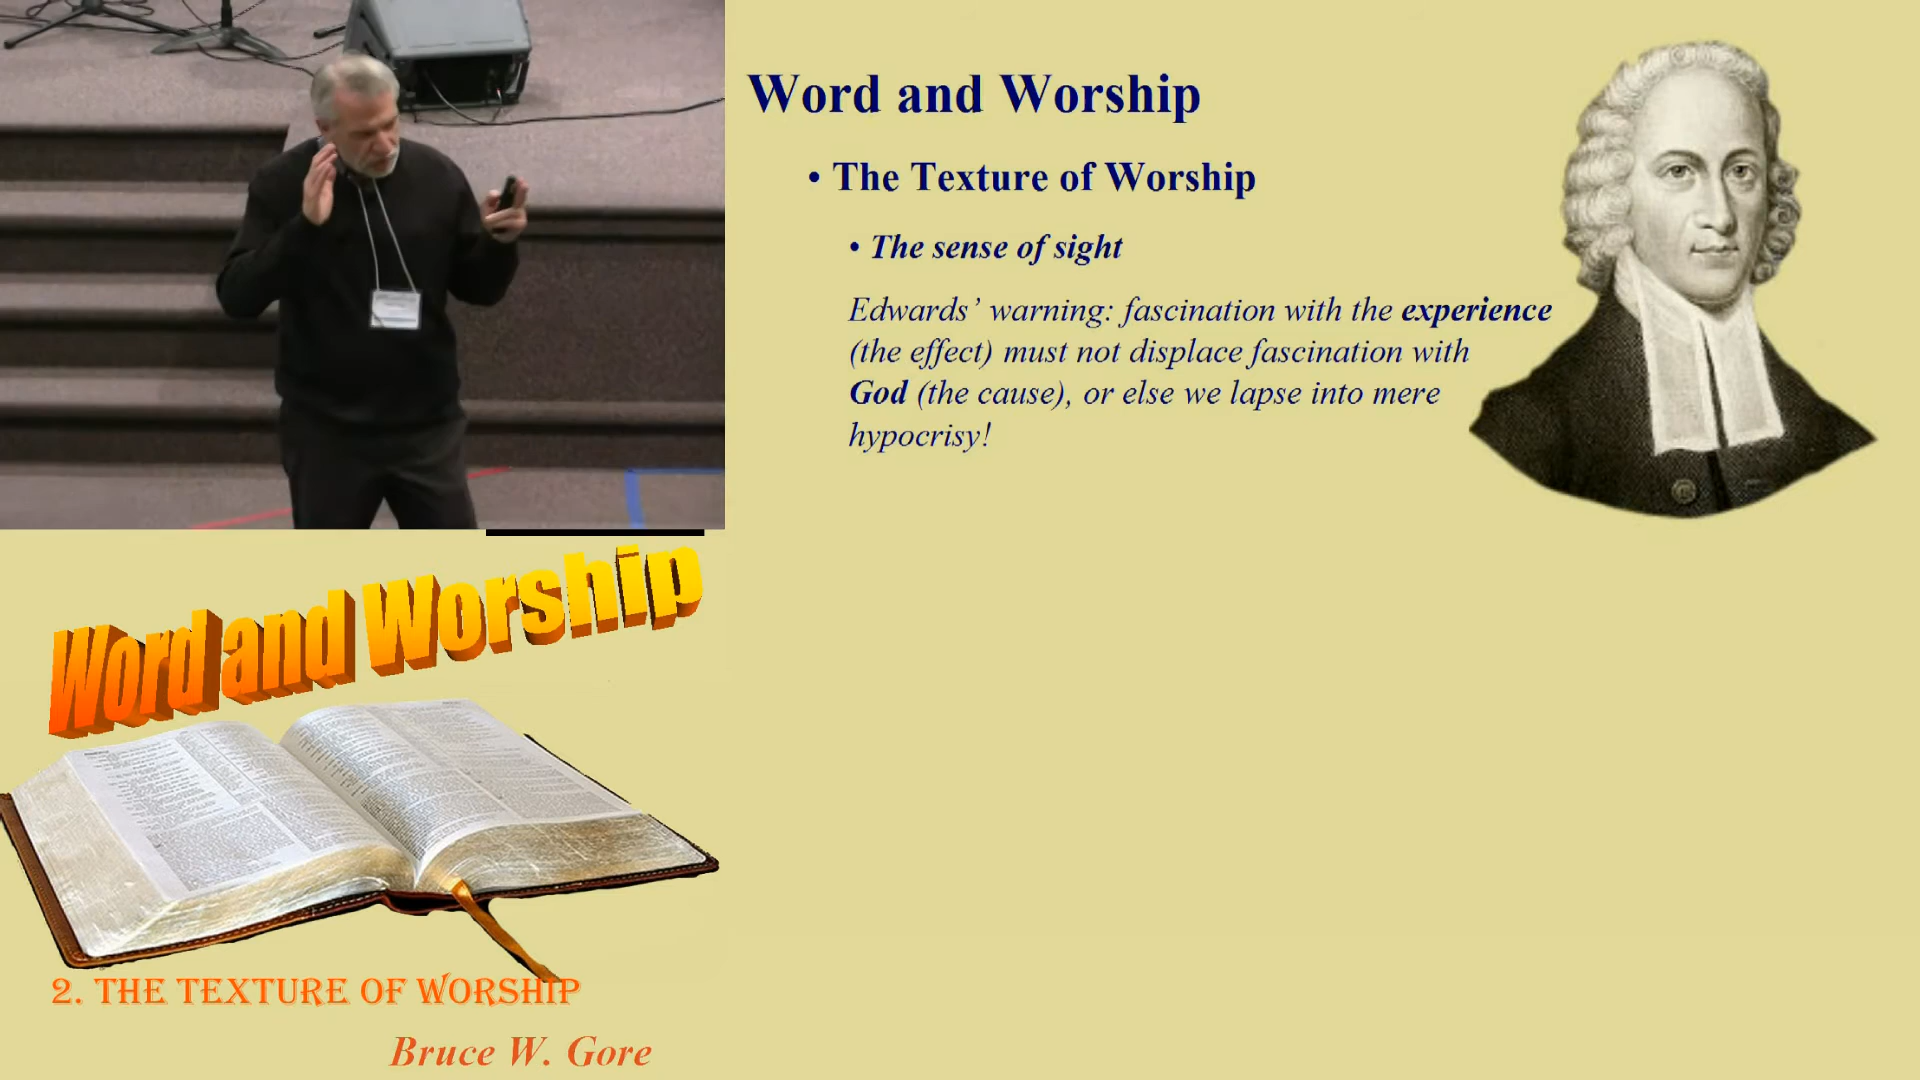 Word and Worship
• The Texture of Worship
• The sense of sight
Edwards’ warning: fascination with the experience
(the effect) must not displace fascination with
God (the cause), or else we lapse into mere
hypocrisy!
Word and Worship
2. THE TEXTURE OF WORSHIP
Bruce W. Gore